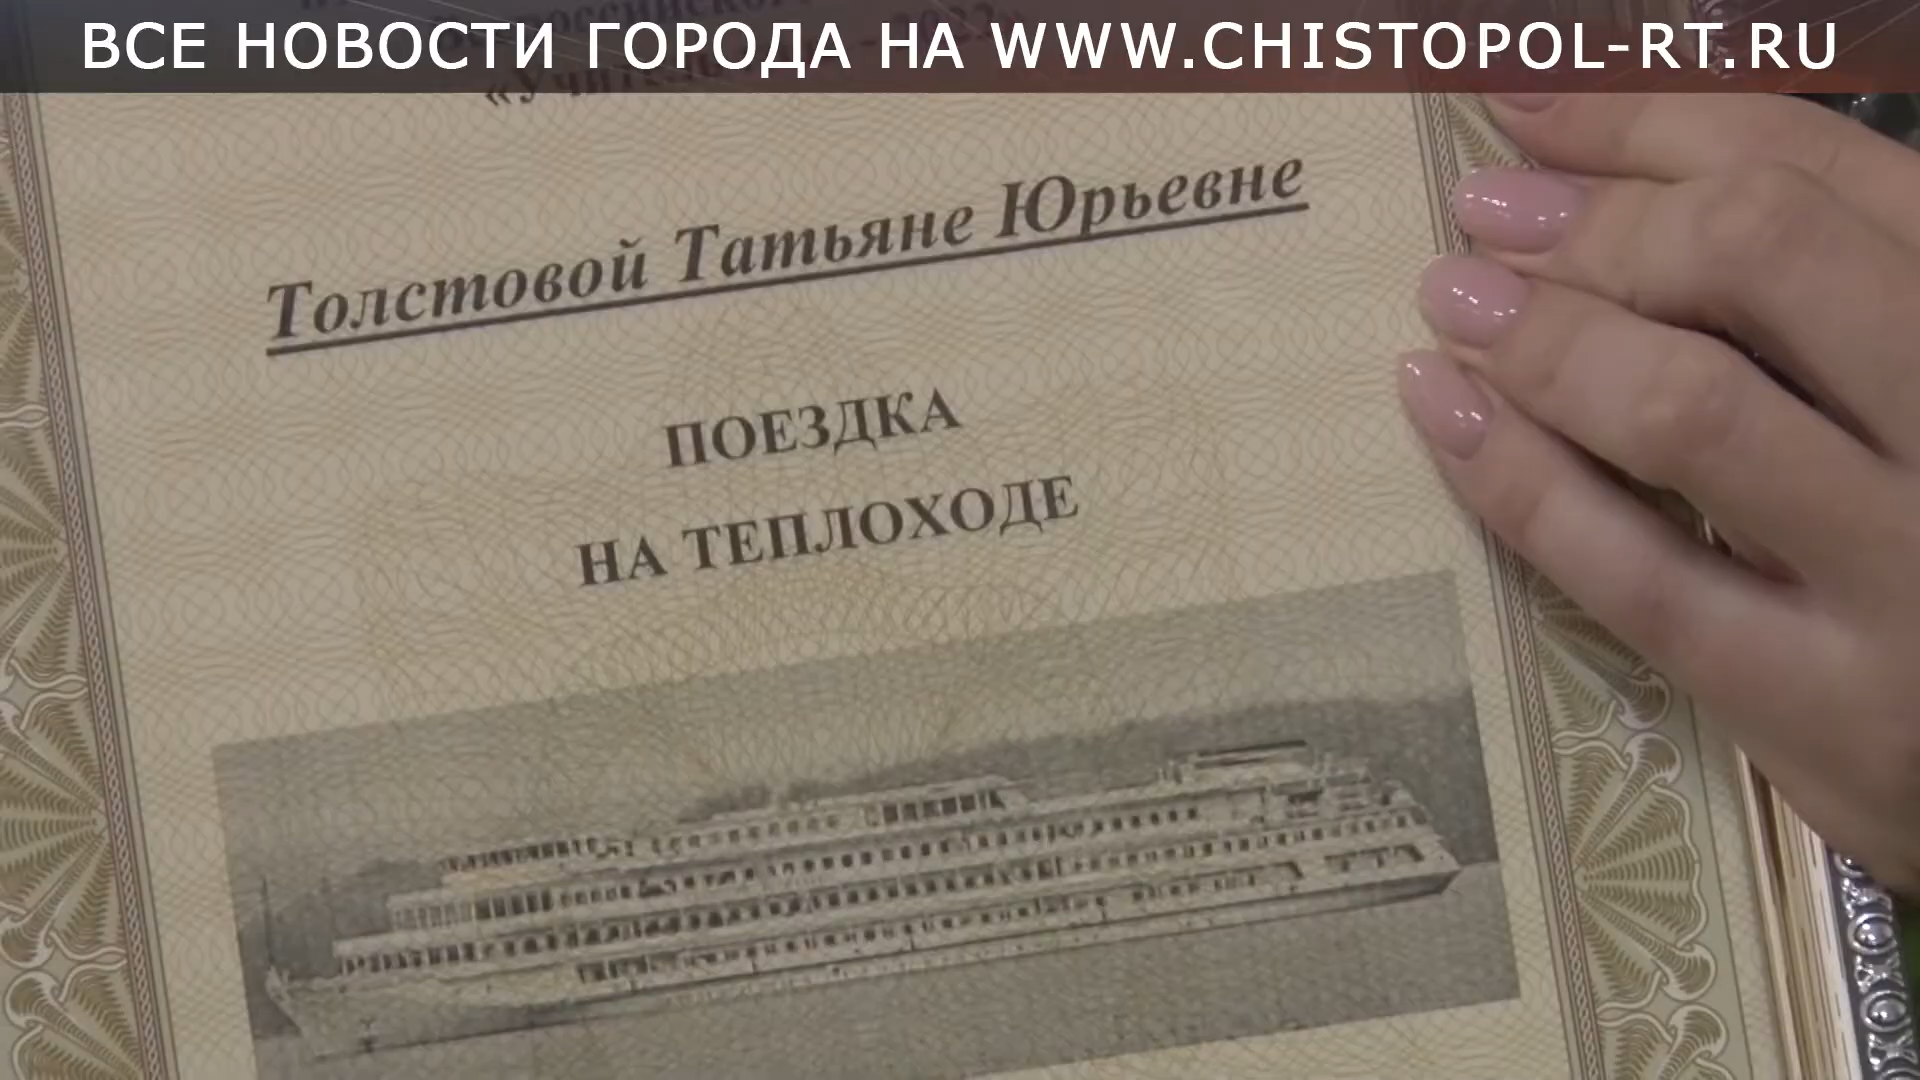 ВСЕ НОВОСТИ ГОРОДА НА WWW.CHISTOPOL-RT.RU
Толстовой Татьяне Юрьевне
ПОЕЗДКА
НА ТЕПЛОХОДЕ